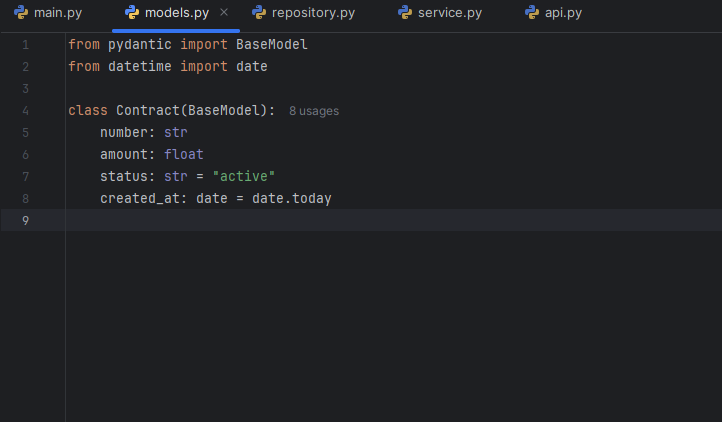 main.py models.py repository.py service.py api.py
1 from pydantic import BaseModel
2 from datetime import date
3
4 class Contract(BaseModel): 8 usages
5     number: str
6     amount: float
7     status: str = "active"
8     created_at: date = date.today
9